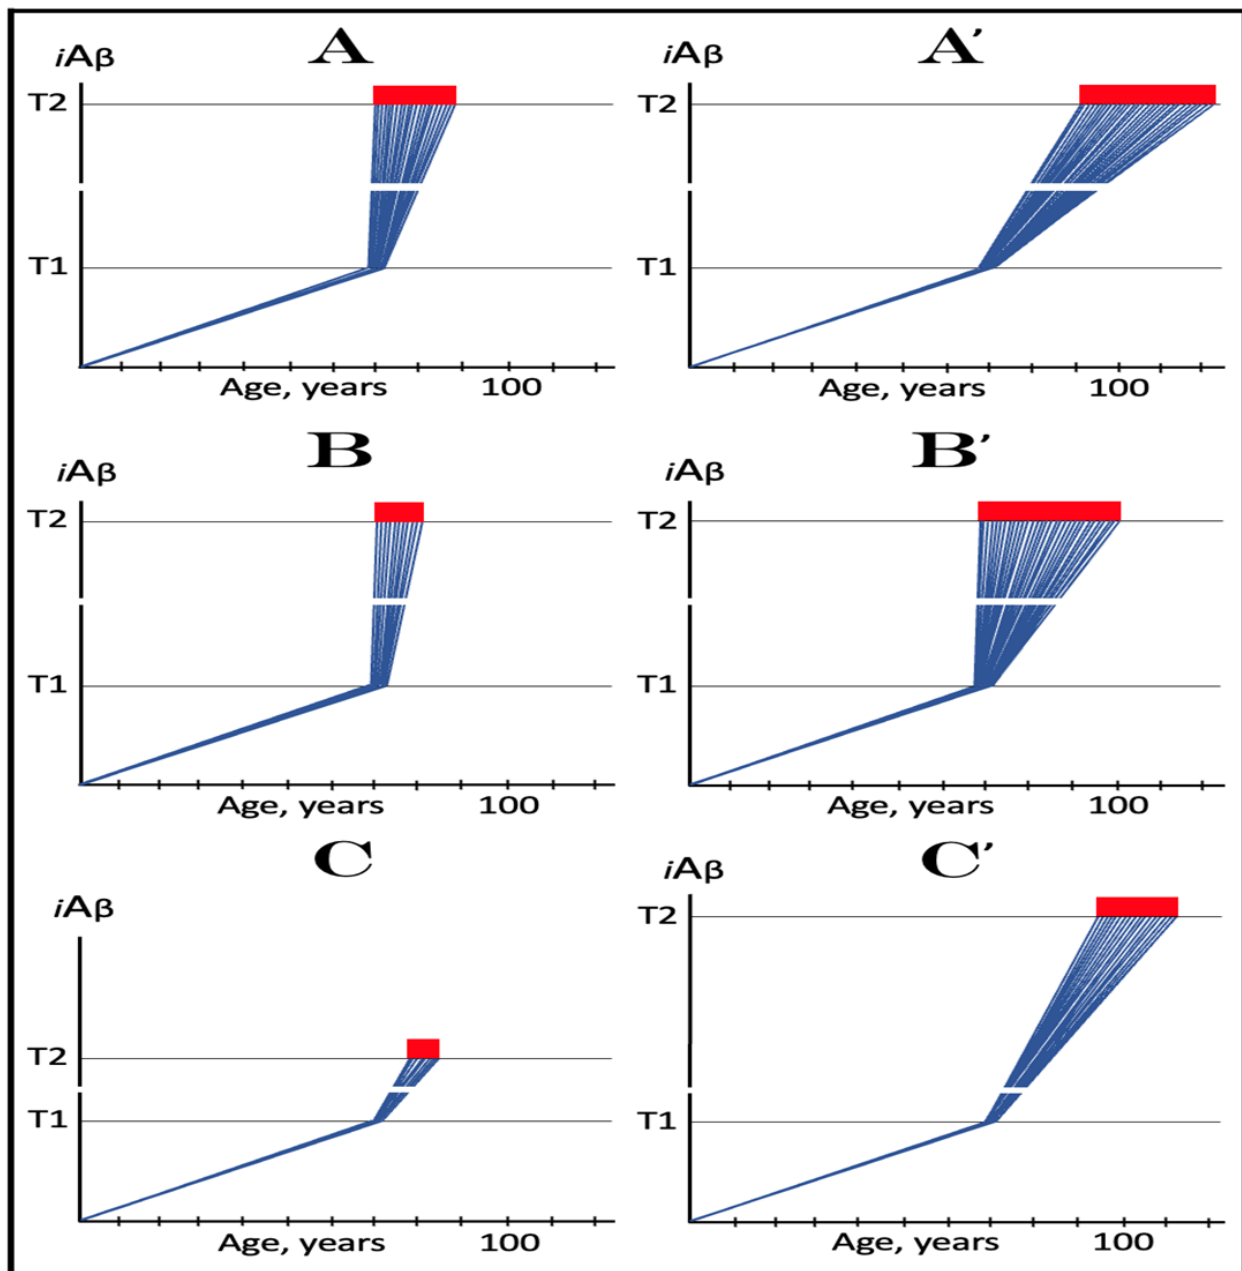 A
iAβ
T2
T1
Age, years 100
A′
iAβ
T2
T1
Age, years 100
B
iAβ
T2
T1
Age, years 100
B′
iAβ
T2
T1
Age, years 100
C
iAβ
T2
T1
Age, years 100
C′
iAβ
T2
T1
Age, years 100